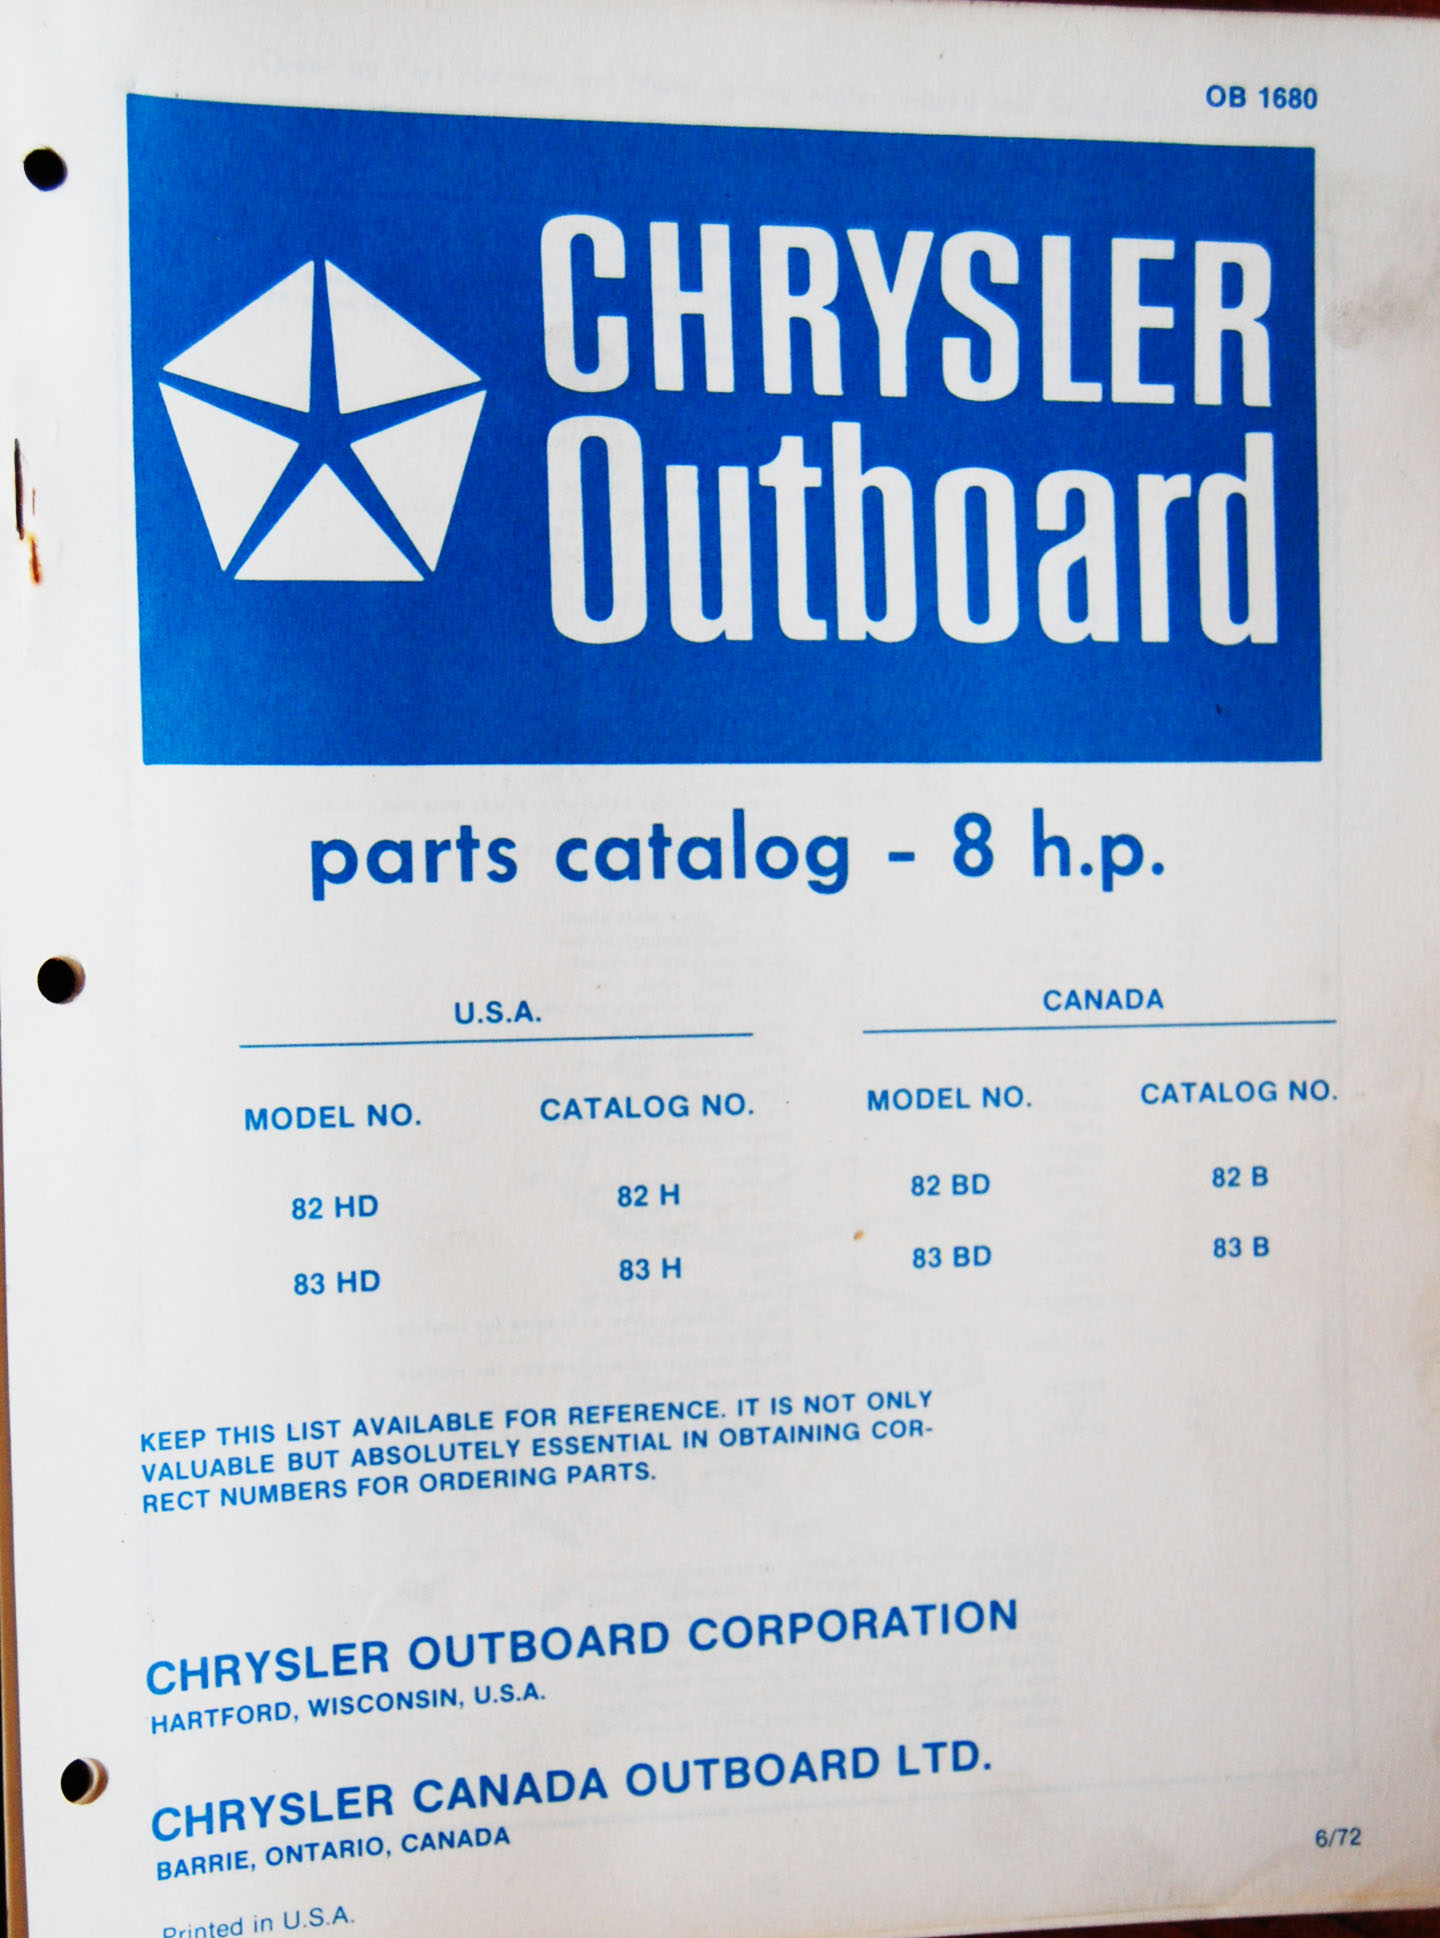 OB 1680
CHRYSLER
Outboard
parts catalog - 8 h.p.
U.S.A. CANADA
MODEL NO. CATALOG NO. MODEL NO. CATALOG NO.
82 HD 82 H 82 BD 82 B
83 HD 83 H 83 BD 83 B
KEEP THIS LIST AVAILABLE FOR REFERENCE. IT IS NOT ONLY
VALUABLE BUT ABSOLUTELY ESSENTIAL IN OBTAINING COR-
RECT NUMBERS FOR ORDERING PARTS.
CHRYSLER OUTBOARD CORPORATION
HARTFORD, WISCONSIN, U.S.A.
CHRYSLER CANADA OUTBOARD LTD.
BARRIE, ONTARIO, CANADA
6/72
Printed in U.S.A.